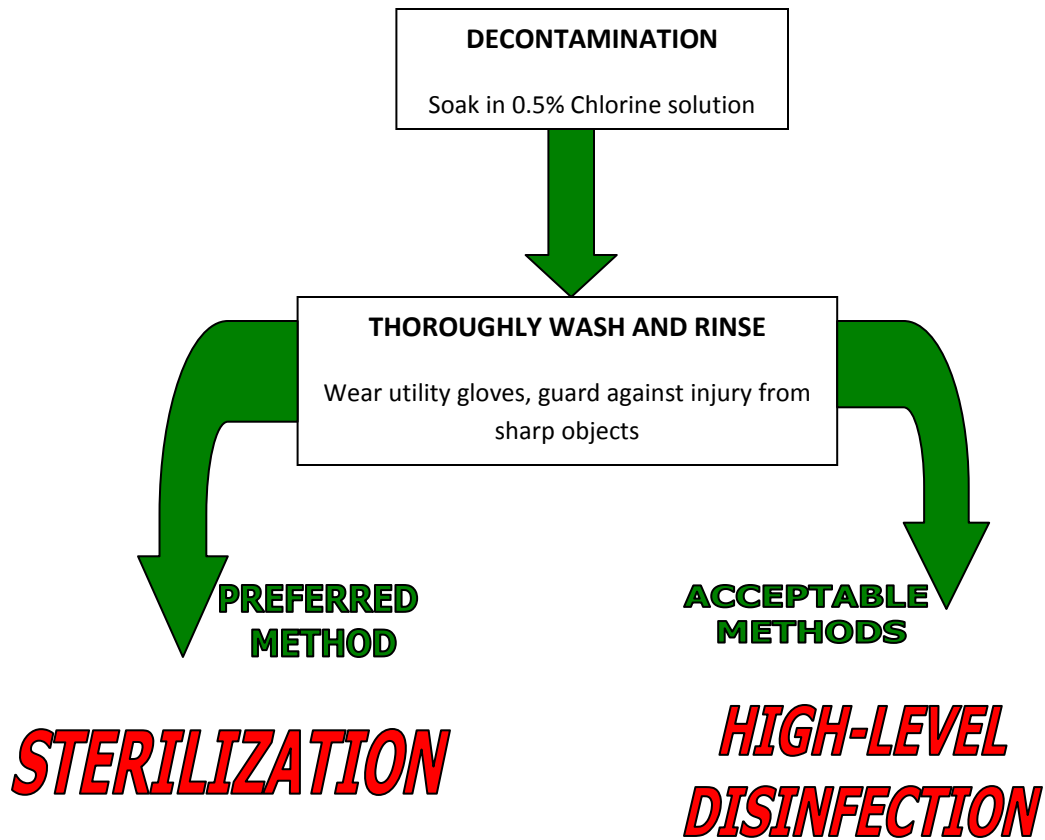 DECONTAMINATION
Soak in 0.5% Chlorine solution
THOROUGHLY WASH AND RINSE
Wear utility gloves, guard against injury from
sharp objects
PREFERRED
METHOD
STERILIZATION
ACCEPTABLE
METHODS
HIGH-LEVEL
DISINFECTION